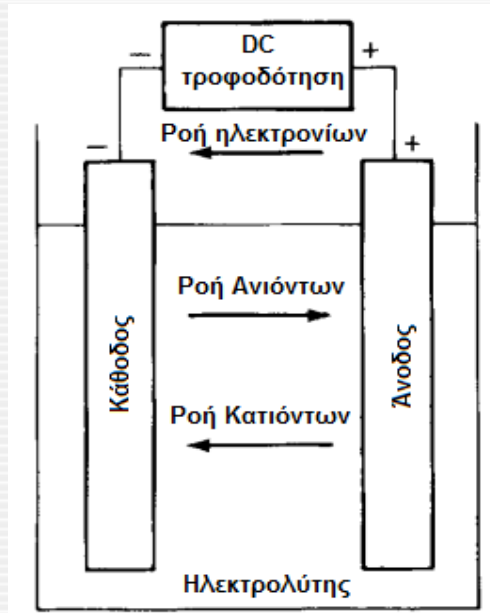 DC
τροφοδότηση
−
+
Ροή ηλεκτρονίων
−
+
Ροή Ανιόντων
Κάθοδος
Άνοδος
Ροή Κατιόντων
Ηλεκτρολύτης